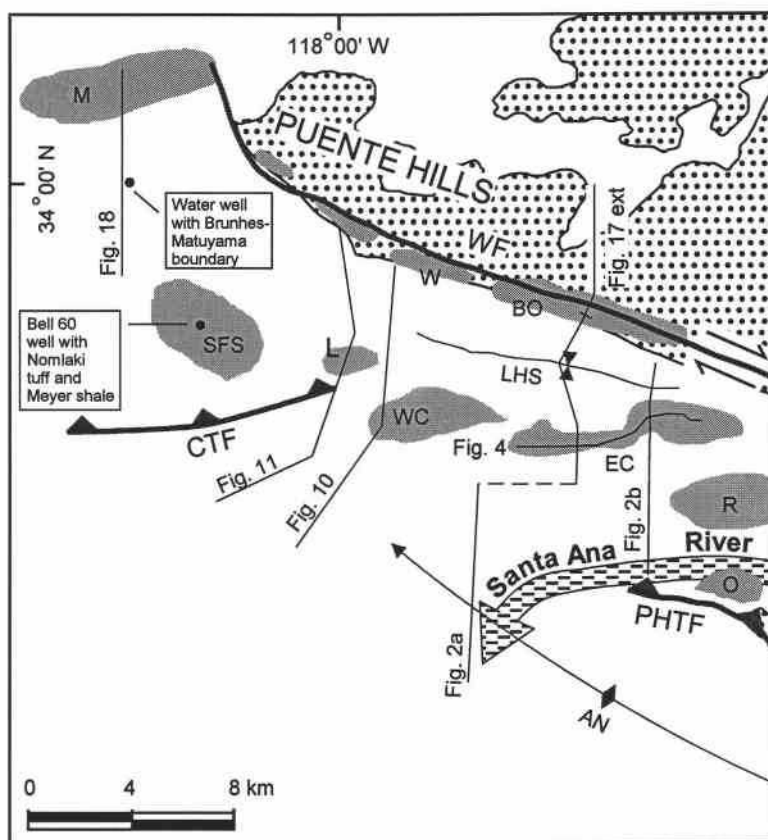 118°00' W
34°00' N
M
PUENTE HILLS
Water well
with Brunhes-
Matuyama
boundary
Fig. 18
WF
Fig. 17 ext
W
BO
Bell 60
well with
Nomlaki
tuff and
Meyer shale
SFS
L
LHS
WC
CTF
Fig. 4
EC
Fig. 11
Fig. 10
Fig. 2b
R
Santa Ana River
O
PHTF
Fig. 2a
AN
0 4 8 km